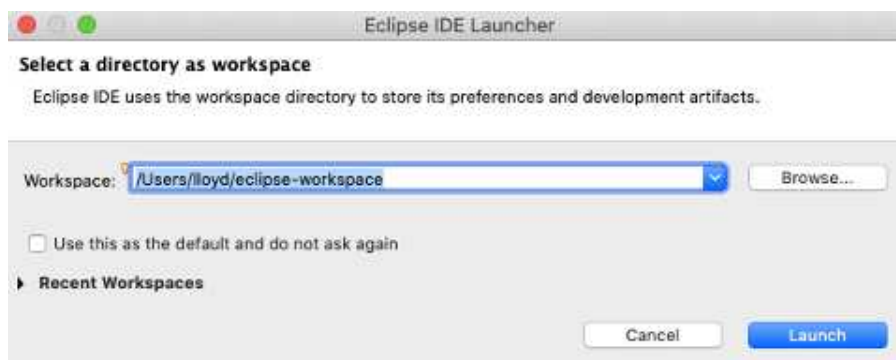 Eclipse IDE Launcher
Select a directory as workspace
Eclipse IDE uses the workspace directory to store its preferences and development artifacts.
Workspace: /Users/lloyd/eclipse-workspace Browse...
Use this as the default and do not ask again
Recent Workspaces
Cancel Launch